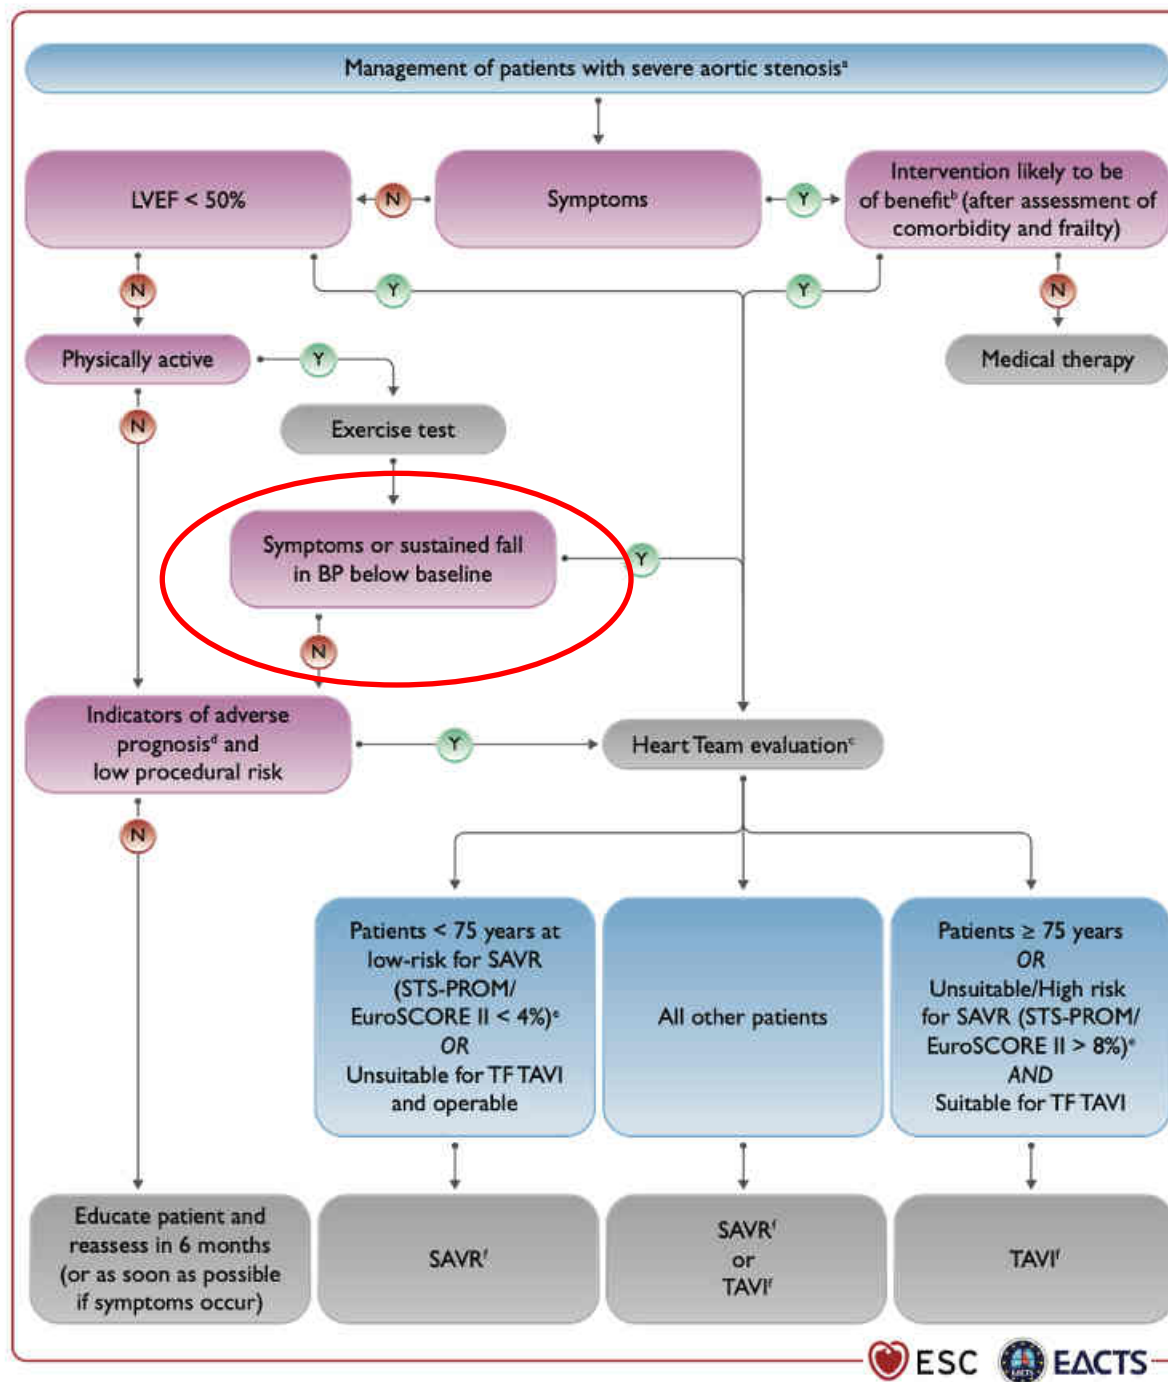 Management of patients with severe aortic stenosisᵃ
LVEF < 50%
N
Symptoms
Y
Intervention likely to be
of benefitᵇ (after assessment of
comorbidity and frailty)
N
Y
Y
N
Physically active
Y
Medical therapy
N
Exercise test
Symptoms or sustained fall
in BP below baseline
Y
N
Indicators of adverse
prognosisᵈ and
low procedural risk
Y
Heart Team evaluationᶜ
N
Patients < 75 years at
low-risk for SAVR
(STS-PROM/
EuroSCORE II < 4%)ᵉ
OR
Unsuitable for TF TAVI
and operable
All other patients
Patients ≥ 75 years
OR
Unsuitable/High risk
for SAVR (STS-PROM/
EuroSCORE II > 8%)ᵉ
AND
Suitable for TF TAVI
Educate patient and
reassess in 6 months
(or as soon as possible
if symptoms occur)
SAVRᶠ
SAVRᶠ
or
TAVIᶠ
TAVIᶠ
ESC
EACTS